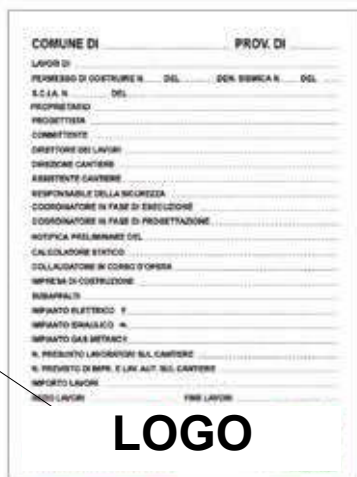 COMUNE DI PROV. DI
LAVORI DI
PERMESSO DI COSTRUIRE N. DEL DEN. SISMICA N. DEL
S.C.I.A. N. DEL
PROPRIETARIO
PROGETTISTA
COMMITTENTE
DIRETTORE DEI LAVORI
DIREZIONE CANTIERE
ASSISTENTE CANTIERE
RESPONSABILE DELLA SICUREZZA
COORDINATORE IN FASE DI ESECUZIONE
COORDINATORE IN FASE DI PROGETTAZIONE
NOTIFICA PRELIMINARE DEL
CALCOLATORE STATICO
COLLAUDATORE IN CORSO D'OPERA
IMPRESA DI COSTRUZIONE
SUBAPPALTI
IMPIANTO ELETTRICO
IMPIANTO IDRAULICO
IMPIANTO GAS METANO
N. PRESUNTO LAVORATORI SUL CANTIERE
N. PREVISTO DI IMPR. E LAV. AUT. SUL CANTIERE
IMPORTO LAVORI
INIZIO LAVORI FINE LAVORI
LOGO